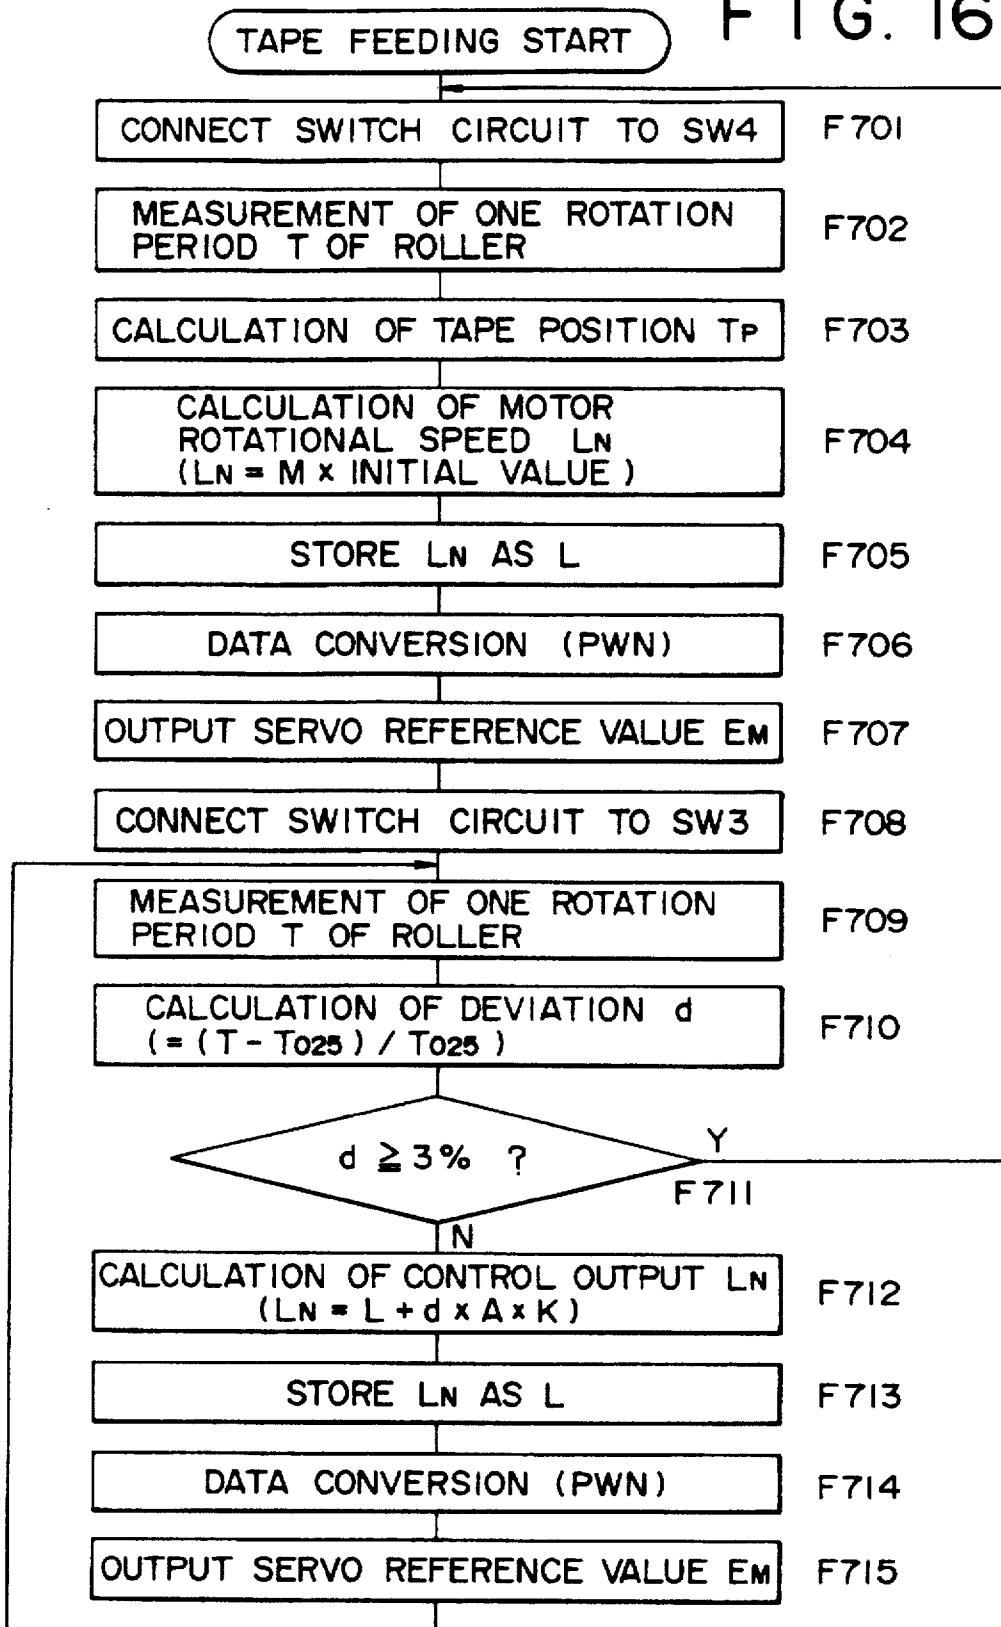 FIG. 16
TAPE FEEDING START
CONNECT SWITCH CIRCUIT TO SW4
F701
MEASUREMENT OF ONE ROTATION
PERIOD T OF ROLLER
F702
CALCULATION OF TAPE POSITION TP
F703
CALCULATION OF MOTOR
ROTATIONAL SPEED LN
(LN = M × INITIAL VALUE)
F704
STORE LN AS L
F705
DATA CONVERSION (PWN)
F706
OUTPUT SERVO REFERENCE VALUE EM
F707
CONNECT SWITCH CIRCUIT TO SW3
F708
MEASUREMENT OF ONE ROTATION
PERIOD T OF ROLLER
F709
CALCULATION OF DEVIATION d
(= (T - T025) / T025)
F710
d ≧ 3% ?
Y
F711
N
CALCULATION OF CONTROL OUTPUT LN
(LN = L + d × A × K)
F712
STORE LN AS L
F713
DATA CONVERSION (PWN)
F714
OUTPUT SERVO REFERENCE VALUE EM
F715